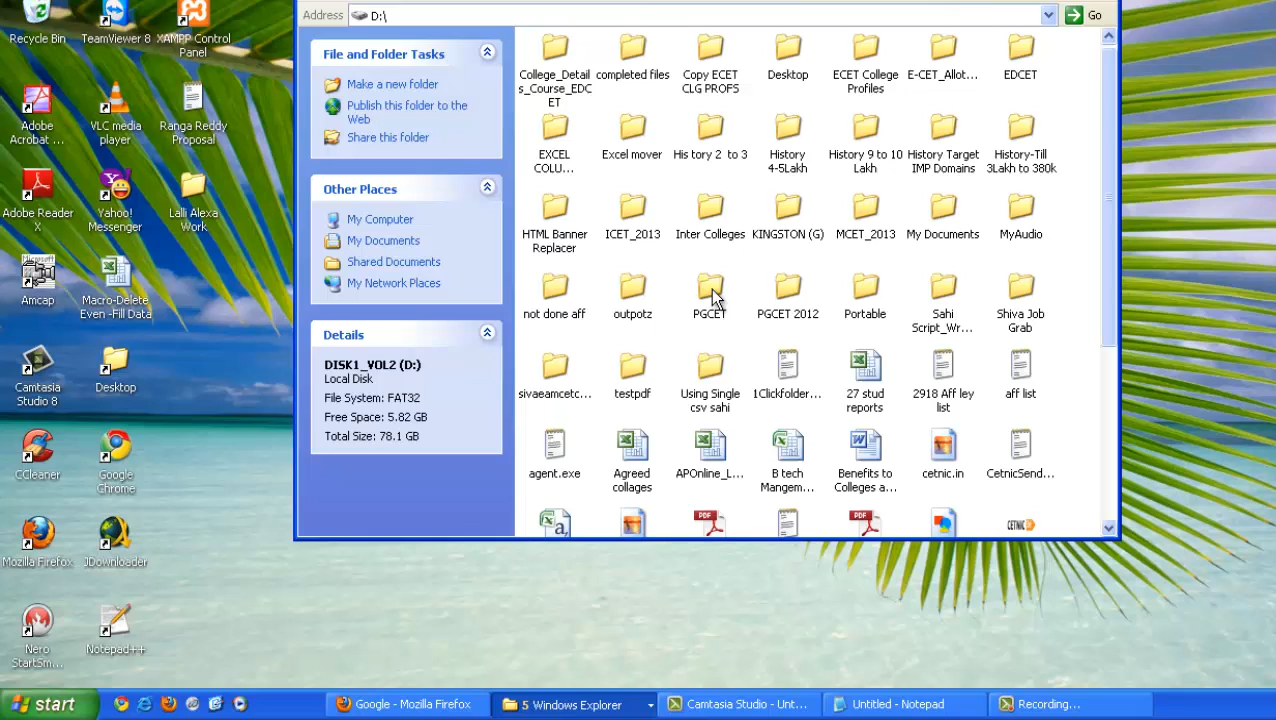 Address D:\ Go
Recycle Bin
TeamViewer 8
XAMPP Control
Panel
Adobe
Acrobat ...
VLC media
player
Ranga Reddy
Proposal
Adobe Reader
X
Yahoo!
Messenger
Lalli Alexa
Work
Amcap
Macro-Delete
Even -Fill Data
Camtasia
Studio 8
Desktop
CCleaner
Google
Chrome
Mozilla Firefox
JDownloader
Nero
StartSm...
Notepad++
File and Folder Tasks
Make a new folder
Publish this folder to the
Web
Share this folder
Other Places
My Computer
My Documents
Shared Documents
My Network Places
Details
DISK1_VOL2 (D:)
Local Disk
File System: FAT32
Free Space: 5.82 GB
Total Size: 78.1 GB
College_Detail
s_Course_EDC
ET
completed files
Copy ECET
CLG PROFS
Desktop
ECET College
Profiles
E-CET_Allot...
EDCET
EXCEL
COLU...
Excel mover
His tory 2 to 3
History
4-5Lakh
History 9 to 10
Lakh
History Target
IMP Domains
History-Till
3Lakh to 380k
HTML Banner
Replacer
ICET_2013
Inter Colleges
KINGSTON (G)
MCET_2013
My Documents
MyAudio
not done aff
outpotz
PGCET
PGCET 2012
Portable
Sahi
Script_Wr...
Shiva Job
Grab
sivaeamcetc...
testpdf
Using Single
csv sahi
1Clickfolder...
27 stud
reports
2918 Aff ley
list
aff list
agent.exe
Agreed
collages
APOnline_L...
B tech
Mangem...
Benefits to
Colleges a...
cetnic.in
CetnicSend...
PDF
PDF
CETNIC
start
Google - Mozilla Firefox
5 Windows Explorer
Camtasia Studio - Unt...
Untitled - Notepad
Recording...